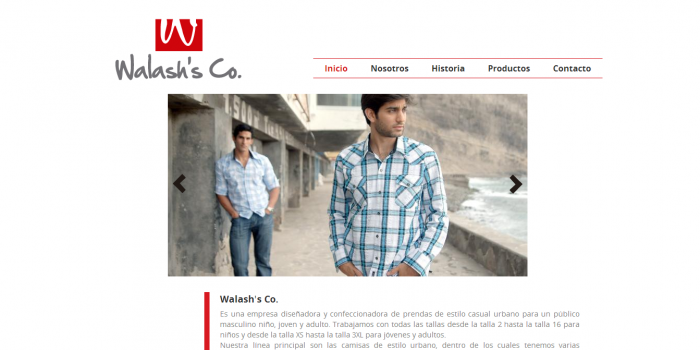 W
Walash's Co.
Inicio Nosotros Historia Productos Contacto
Walash's Co.
Es una empresa diseñadora y confeccionadora de prendas de estilo casual urbano para un público
masculino niño, joven y adulto. Trabajamos con todas las tallas desde la talla 2 hasta la talla 16 para
niños y desde la talla XS hasta la talla 3XL para jóvenes y adultos.
Nuestra línea principal son las camisas de estilo urbano, dentro de los cuales tenemos varias